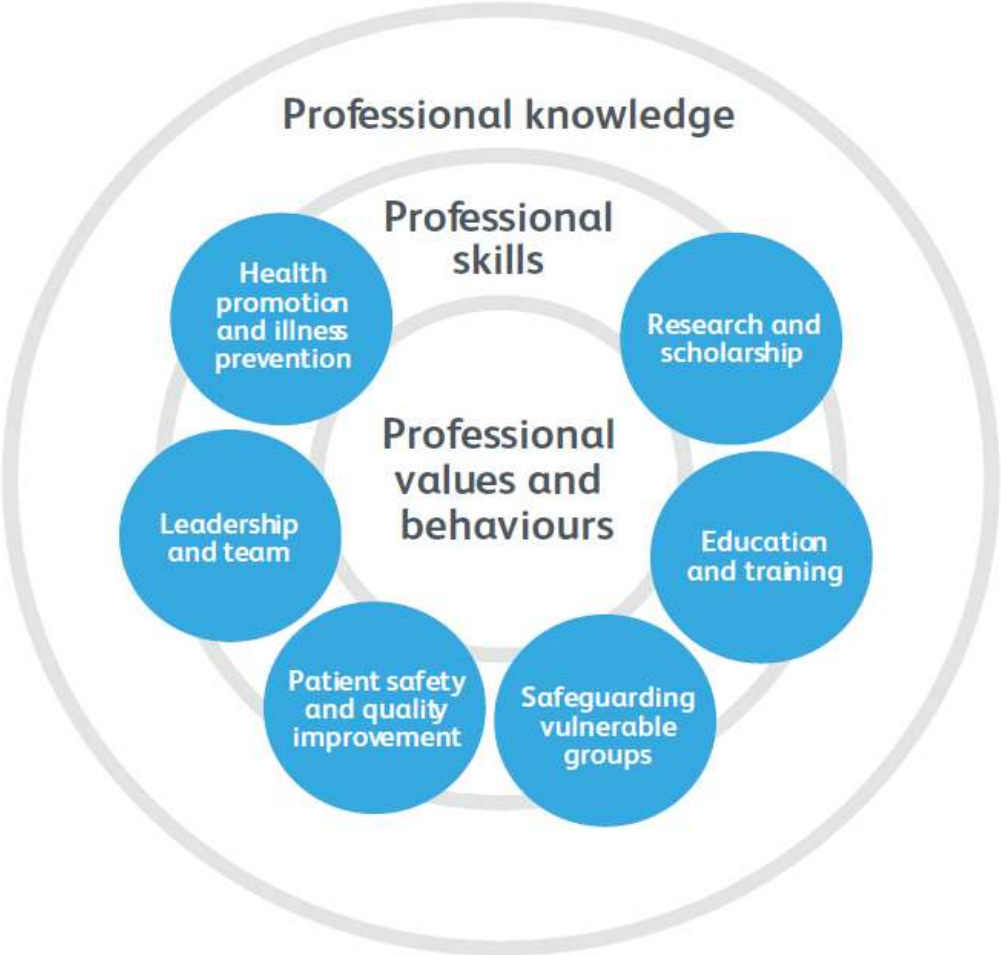 Professional knowledge
Professional
skills
Health
promotion
and illness
prevention
Research and
scholarship
Professional
values and
behaviours
Leadership
and team
Education
and training
Patient safety
and quality
improvement
Safeguarding
vulnerable
groups